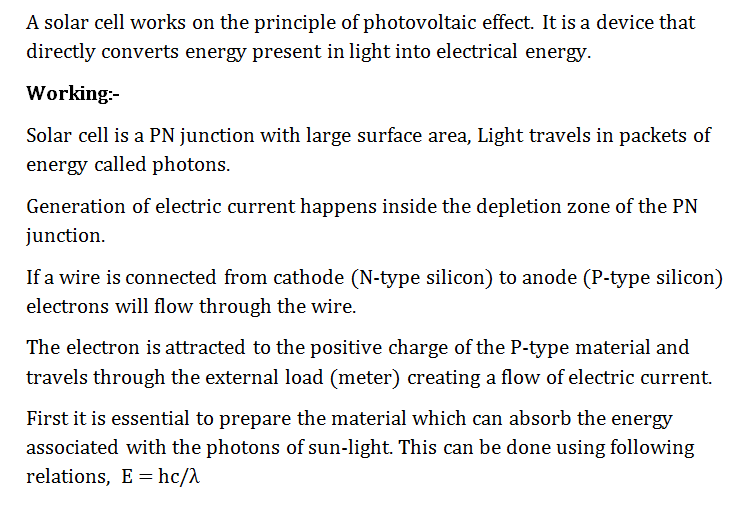 A solar cell works on the principle of photovoltaic effect. It is a device that
directly converts energy present in light into electrical energy.
Working:-
Solar cell is a PN junction with large surface area, Light travels in packets of
energy called photons.
Generation of electric current happens inside the depletion zone of the PN
junction.
If a wire is connected from cathode (N-type silicon) to anode (P-type silicon)
electrons will flow through the wire.
The electron is attracted to the positive charge of the P-type material and
travels through the external load (meter) creating a flow of electric current.
First it is essential to prepare the material which can absorb the energy
associated with the photons of sun-light. This can be done using following
relations, E = hc/λ